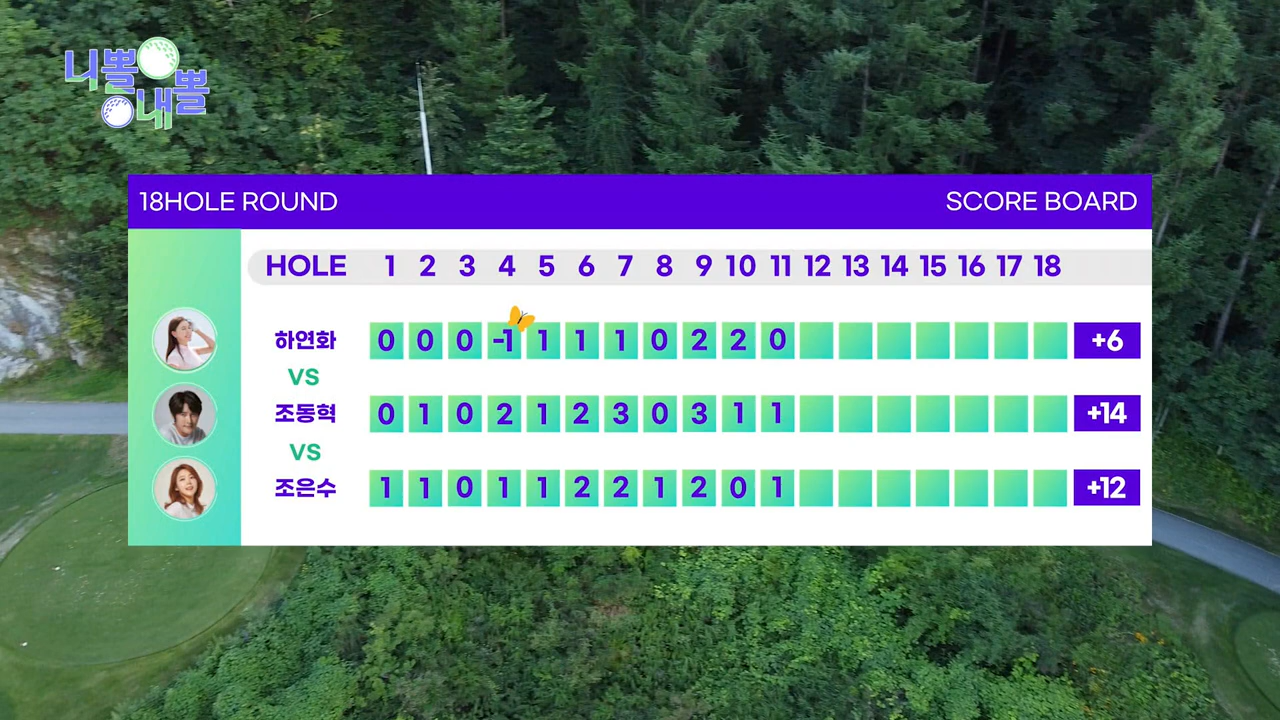 니뽈
내뽈
18HOLE ROUND SCORE BOARD
HOLE 1 2 3 4 5 6 7 8 9 10 11 12 13 14 15 16 17 18
하연화 0 0 0 -1 1 1 1 0 2 2 0 +6
VS
조동혁 0 1 0 2 1 2 3 0 3 1 1 +14
VS
조은수 1 1 0 1 1 2 2 1 2 0 1 +12